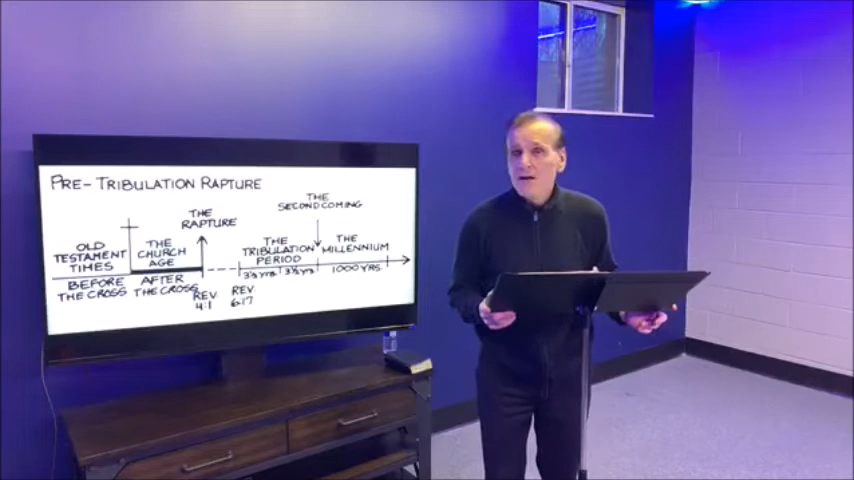 PRE-TRIBULATION RAPTURE
THE
SECOND COMING
THE
RAPTURE
OLD
TESTAMENT
TIMES
THE
CHURCH
AGE
THE
TRIBULATION
PERIOD
THE
MILLENNIUM
3½ YRS 3½ YRS
1000 YRS
BEFORE
THE CROSS
AFTER
THE CROSS
REV
4:1
REV
6:17